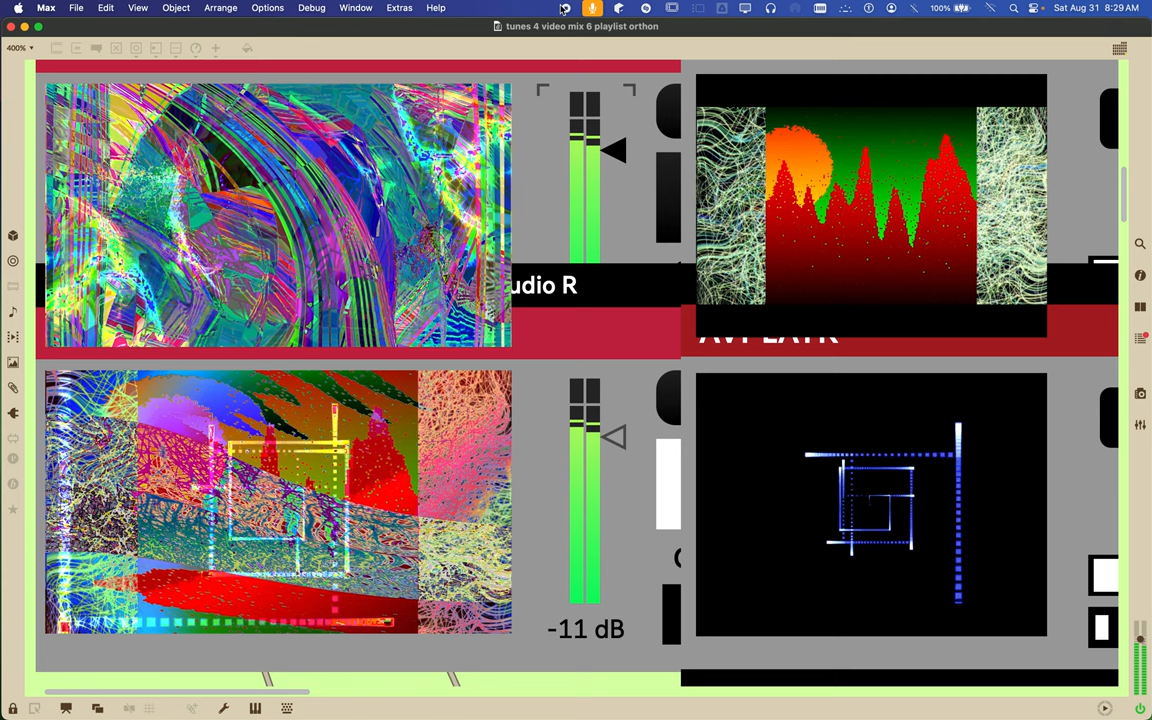 Max File Edit View Object Arrange Options Debug Window Extras Help 100% Sat Aug 31 8:29 AM
tunes 4 video mix 6 playlist orthon
400%
udio R
-11 dB